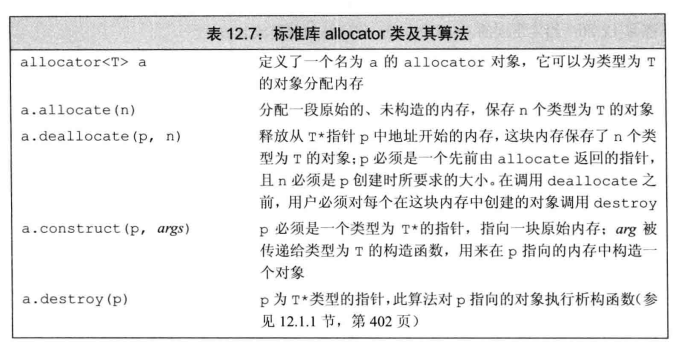 表 12.7：标准库 allocator 类及其算法
allocator<T> a 定义了一个名为 a 的 allocator 对象，它可以为类型为 T
的对象分配内存
a.allocate(n) 分配一段原始的、未构造的内存，保存 n 个类型为 T 的对象
a.deallocate(p, n) 释放从 T*指针 p 中地址开始的内存，这块内存保存了 n 个类
型为 T 的对象；p 必须是一个先前由 allocate 返回的指针，
且 n 必须是 p 创建时所要求的大小。在调用 deallocate 之
前，用户必须对每个在这块内存中创建的对象调用 destroy
a.construct(p, args) p 必须是一个类型为 T*的指针，指向一块原始内存；arg 被
传递给类型为 T 的构造函数，用来在 p 指向的内存中构造一
个对象
a.destroy(p) p 为 T*类型的指针，此算法对 p 指向的对象执行析构函数（参
见 12.1.1 节，第 402 页）